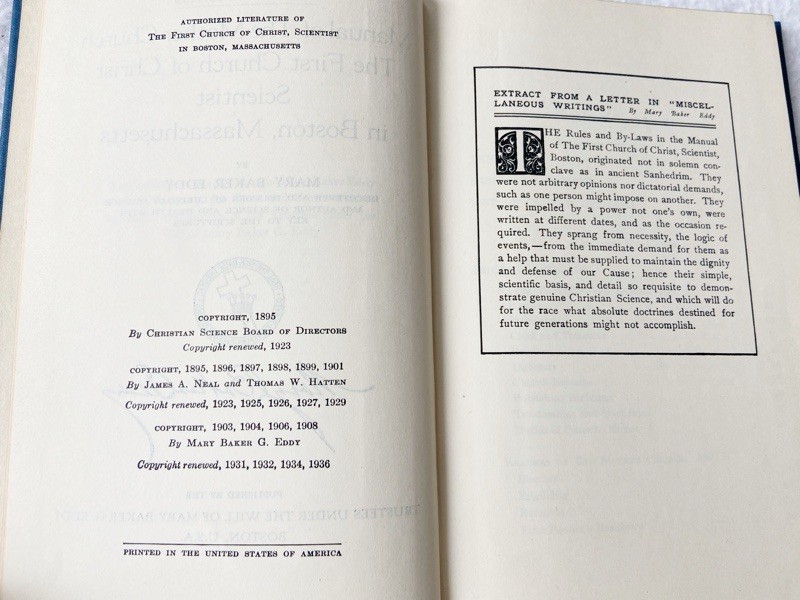 AUTHORIZED LITERATURE OF
THE FIRST CHURCH OF CHRIST, SCIENTIST
IN BOSTON, MASSACHUSETTS
COPYRIGHT, 1895
By CHRISTIAN SCIENCE BOARD OF DIRECTORS
Copyright renewed, 1923
COPYRIGHT, 1895, 1896, 1897, 1898, 1899, 1901
By JAMES A. NEAL and THOMAS W. HATTEN
Copyright renewed, 1923, 1925, 1926, 1927, 1929
COPYRIGHT, 1903, 1904, 1906, 1908
By MARY BAKER G. EDDY
Copyright renewed, 1931, 1932, 1934, 1936
PRINTED IN THE UNITED STATES OF AMERICA
EXTRACT FROM A LETTER IN "MISCEL-
LANEOUS WRITINGS" By Mary Baker Eddy
THE Rules and By-Laws in the Manual
of The First Church of Christ, Scientist,
Boston, originated not in solemn con-
clave as in ancient Sanhedrim. They
were not arbitrary opinions nor dictatorial demands,
such as one person might impose on another. They
were impelled by a power not one's own, were
written at different dates, and as the occasion re-
quired. They sprang from necessity, the logic of
events,—from the immediate demand for them as
a help that must be supplied to maintain the dignity
and defense of our Cause; hence their simple,
scientific basis, and detail so requisite to demon-
strate genuine Christian Science, and which will do
for the race what absolute doctrines destined for
future generations might not accomplish.